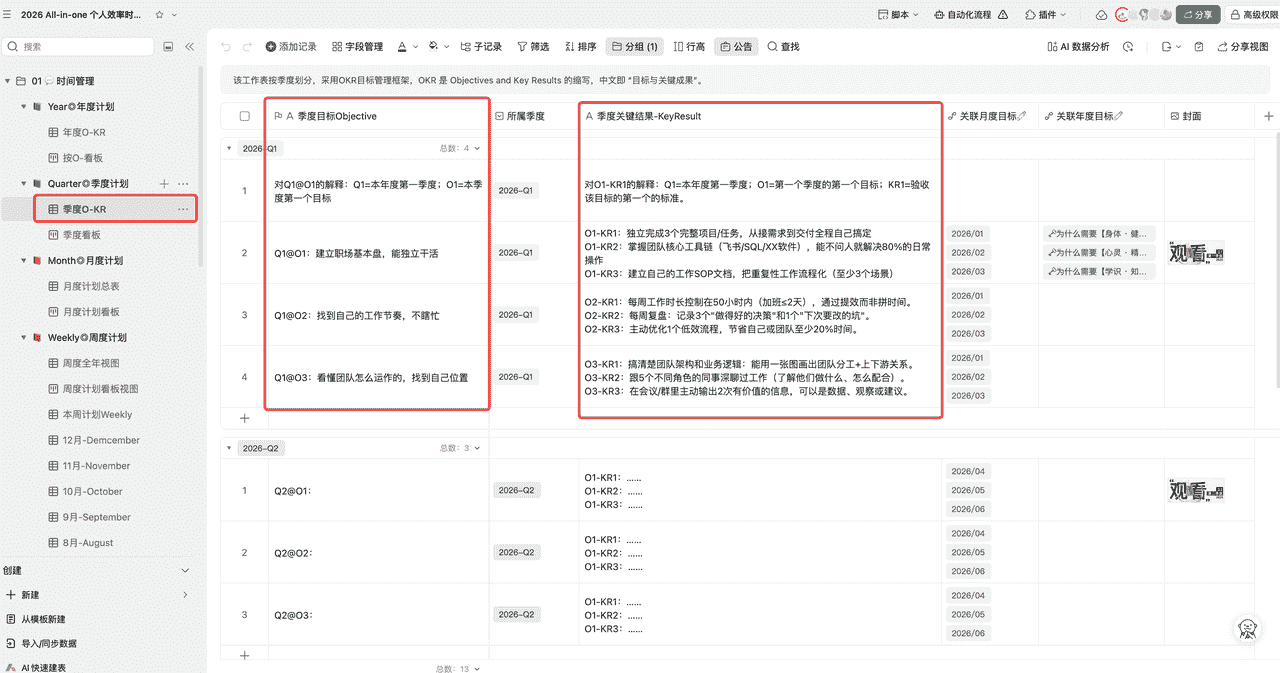 2026 All-in-one 个人效率时...
脚本
自动化流程
插件
分享
高级权限
搜索
添加记录
字段管理
子记录
筛选
排序
分组 (1)
行高
公告
查找
AI 数据分析
分享视图
该工作表按季度划分，采用OKR目标管理框架，OKR 是 Objectives and Key Results 的缩写，中文即 “目标与关键成果”。
01 💬 时间管理
Year◎年度计划
年度O-KR
按O-看板
Quarter◎季度计划
季度O-KR
季度看板
Month◎月度计划
月度计划总表
月度计划看板
Weekly◎周度计划
周度全年视图
周度计划看板视图
本周计划Weekly
12月-Demcember
11月-November
10月-October
9月-September
8月-August
创建
新建
从模板新建
导入/同步数据
AI 快速建表
季度目标Objective
所属季度
季度关键结果-KeyResult
关联月度目标
关联年度目标
封面
2026-Q1
总数：4
1
对Q1@O1的解释：Q1=本年度第一季度；O1=本季
度第一个目标
2026-Q1
对O1-KR1的解释：Q1=本年度第一季度；O1=第一个季度的第一个目标；KR1=验收
该目标的第一个的标准。
2
Q1@O1：建立职场基本盘，能独立干活
2026-Q1
O1-KR1：独立完成3个完整项目/任务，从接需求到交付全程自己搞定
O1-KR2：掌握团队核心工具链（飞书/SQL/XX软件），能不问人就解决80%的日常
操作
O1-KR3：建立自己的工作SOP文档，把重复性工作流程化（至少3个场景）
2026/01
2026/02
2026/03
为什么需要【身体 · 健...
为什么需要【心灵 · 精...
为什么需要【学识 · 知...
观看
3
Q1@O2：找到自己的工作节奏，不瞎忙
2026-Q1
O2-KR1：每周工作时长控制在50小时内（加班≤2天），通过提效而非拼时间。
O2-KR2：每周复盘：记录3个"做得好的决策"和1个"下次要改的坑"。
O2-KR3：主动优化1个低效流程，节省自己或团队至少20%时间。
2026/01
2026/02
2026/03
4
Q1@O3：看懂团队怎么运作的，找到自己位置
2026-Q1
O3-KR1：搞清楚团队架构和业务逻辑：能用一张图画出团队分工+上下游关系。
O3-KR2：跟5个不同角色的同事深聊过工作（了解他们做什么、怎么配合）。
O3-KR3：在会议/群里主动输出2次有价值的信息，可以是数据、观察或建议。
2026/01
2026/02
2026/03
2026-Q2
总数：3
1
Q2@O1：
2026-Q2
O1-KR1：......
O1-KR2：......
O1-KR3：......
2026/04
2026/05
2026/06
观看
2
Q2@O2：
2026-Q2
O1-KR1：......
O1-KR2：......
O1-KR3：......
2026/04
2026/05
2026/06
3
Q2@O3：
2026-Q2
O1-KR1：......
O1-KR2：......
O1-KR3：......
2026/04
2026/05
2026/06
总数：13